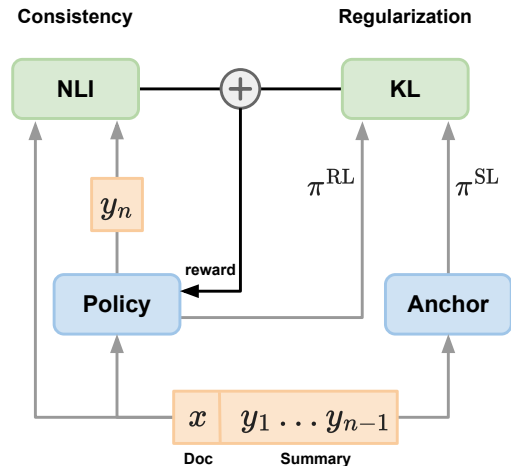 Consistency
Regularization
NLI
+
KL
π^RL
π^SL
y_n
reward
Policy
Anchor
x
y_1 … y_{n−1}
Doc
Summary